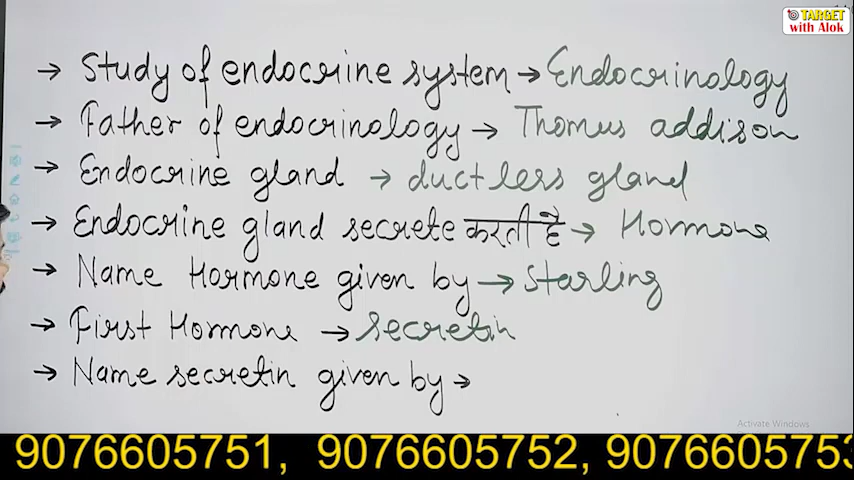 TARGET
with Alok
→ Study of endocrine system → Endocrinology
→ Father of endocrinology → Thomus addison
→ Endocrine gland → ductless gland
→ Endocrine gland secrete करती है → Hormone
→ Name Hormone given by → Starling
→ First Hormone → Secretin
→ Name secretin given by →
Activate Windows
9076605751, 9076605752, 9076605753